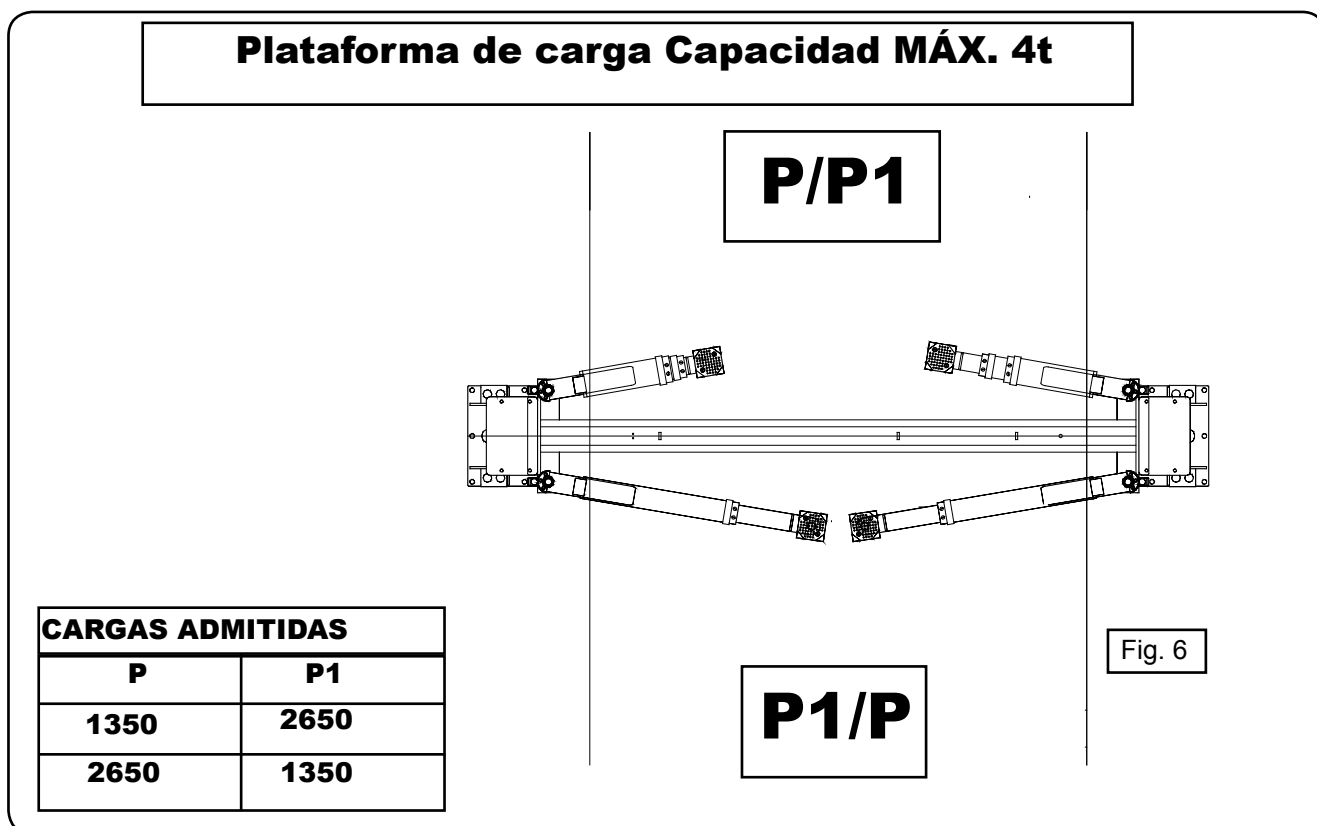 Plataforma de carga Capacidad MÁX. 4t
P/P1
P1/P
Fig. 6
CARGAS ADMITIDAS
P P1
1350 2650
2650 1350